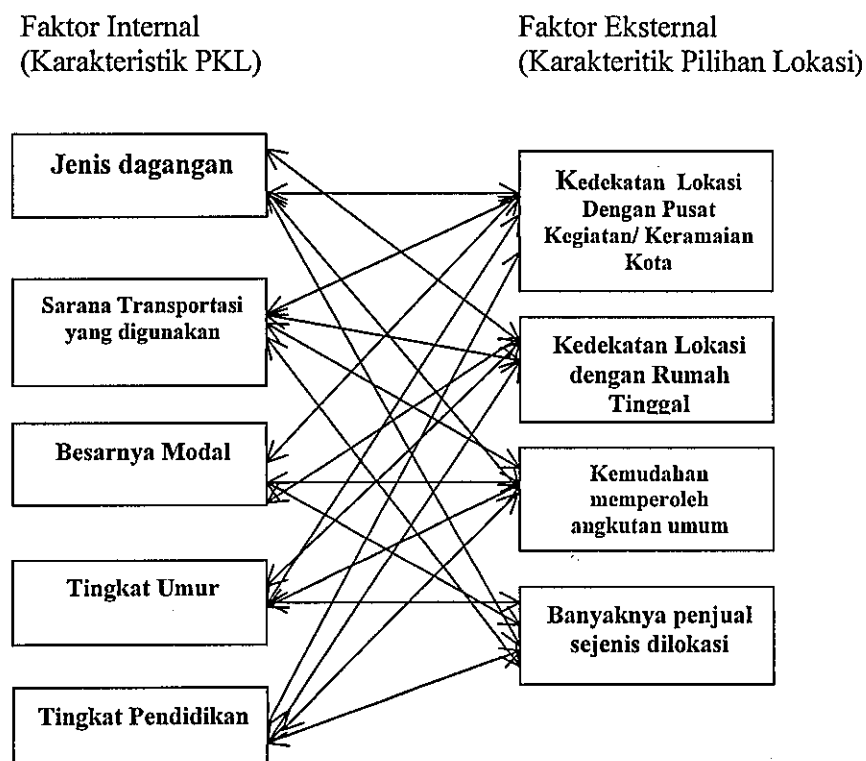 Faktor Internal
(Karakteristik PKL)
Faktor Eksternal
(Karakteritik Pilihan Lokasi)
Jenis dagangan
Sarana Transportasi
yang digunakan
Besarnya Modal
Tingkat Umur
Tingkat Pendidikan
Kedekatan Lokasi
Dengan Pusat
Kegiatan/ Keramaian
Kota
Kedekatan Lokasi
dengan Rumah
Tinggal
Kemudahan
memperoleh
angkutan umum
Banyaknya penjual
sejenis dilokasi